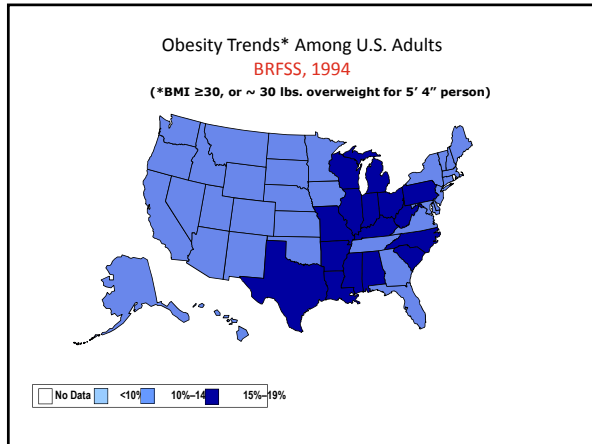 Obesity Trends* Among U.S. Adults
BRFSS, 1994
(*BMI ≥30, or ~ 30 lbs. overweight for 5’ 4” person)
No Data <10% 10%–14 15%–19%